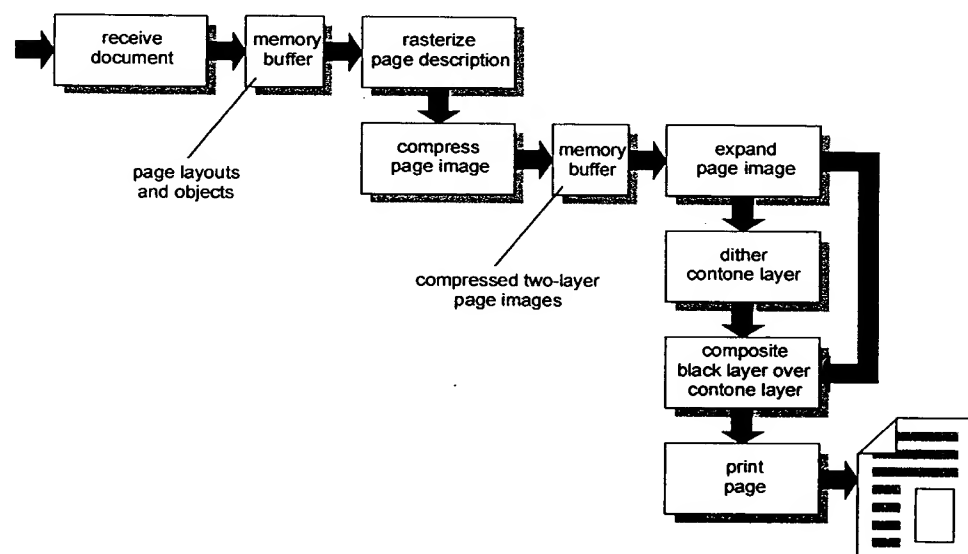 receive
document
memory
buffer
rasterize
page description
page layouts
and objects
compress
page image
memory
buffer
expand
page image
compressed two-layer
page images
dither
contone layer
composite
black layer over
contone layer
print
page